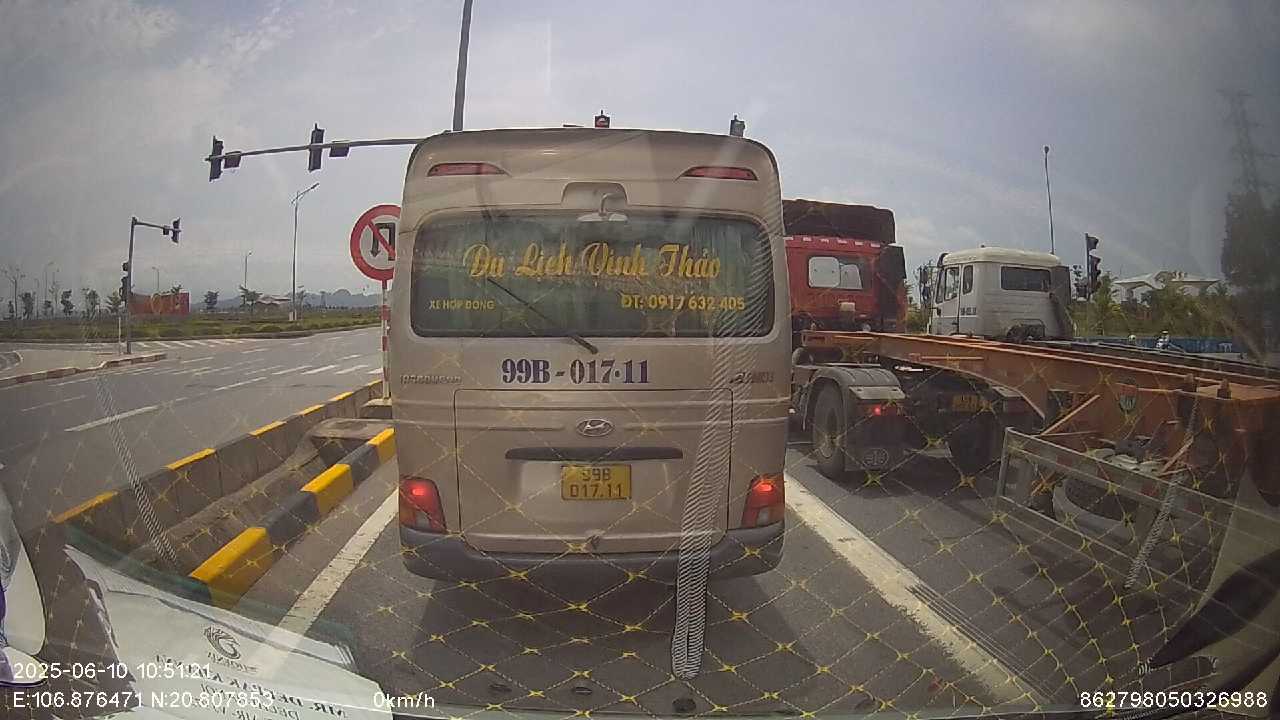 Du Lịch Vinh Thảo
XE HỢP ĐỒNG
ĐT: 0917 632 405
99B - 017.11
99B
017.11
2025-06-10 10:51:21
E:106.876471 N:20.807853
0km/h
862798050326988